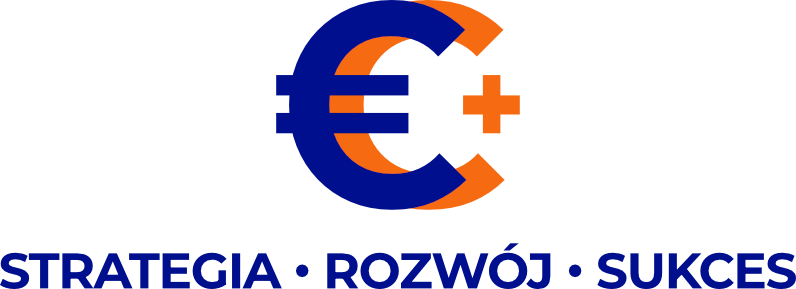 €C+
STRATEGIA • ROZWÓJ • SUKCES